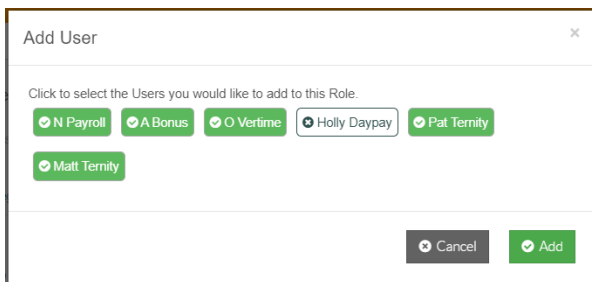 Add User
Click to select the Users you would like to add to this Role.
N Payroll A Bonus O Vertime Holly Daypay Pat Ternity
Matt Ternity
Cancel Add